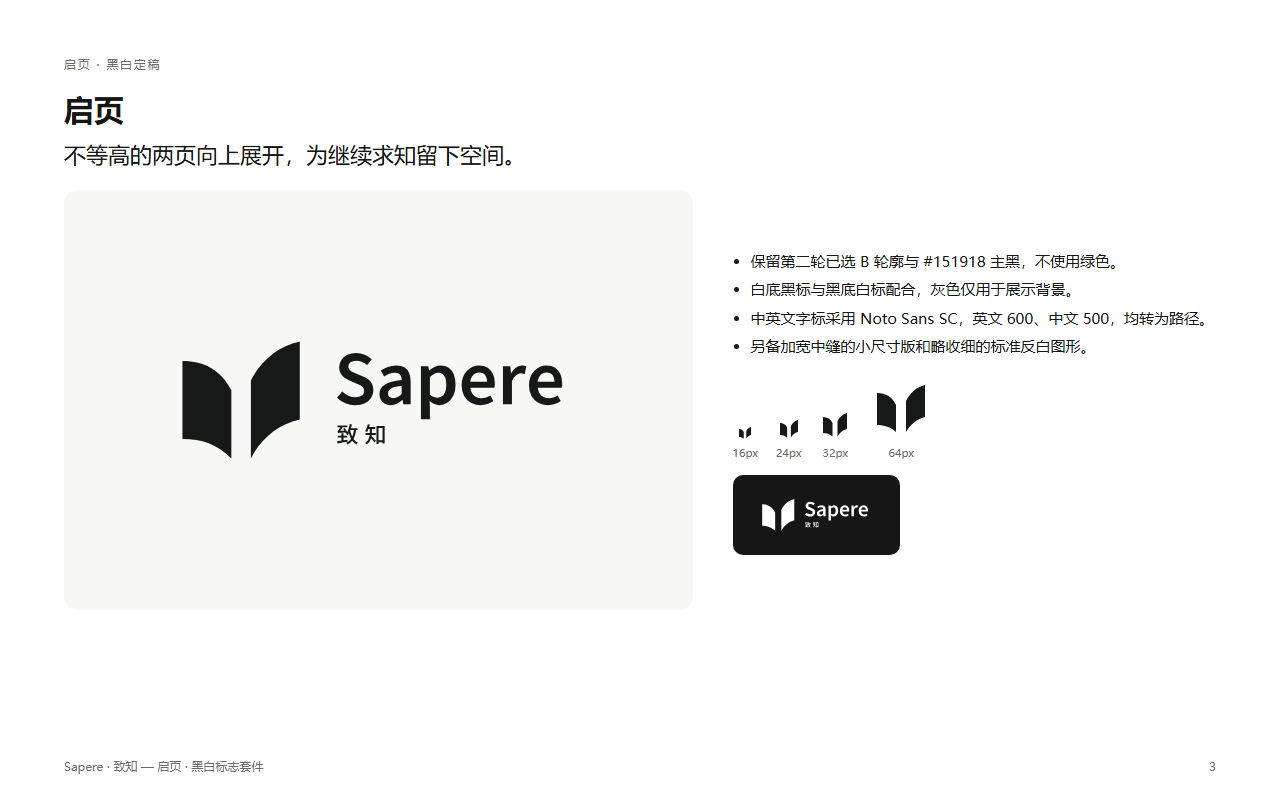 启页 · 黑白定稿
启页
不等高的两页向上展开，为继续求知留下空间。
Sapere
致知
• 保留第二轮已选 B 轮廓与 #151918 主黑，不使用绿色。
• 白底黑标与黑底白标配合，灰色仅用于展示背景。
• 中英文字标采用 Noto Sans SC，英文 600、中文 500，均转为路径。
• 另备加宽中缝的小尺寸版和略收细的标准反白图形。
16px 24px 32px 64px
Sapere
致知
Sapere · 致知 — 启页 · 黑白标志套件
3